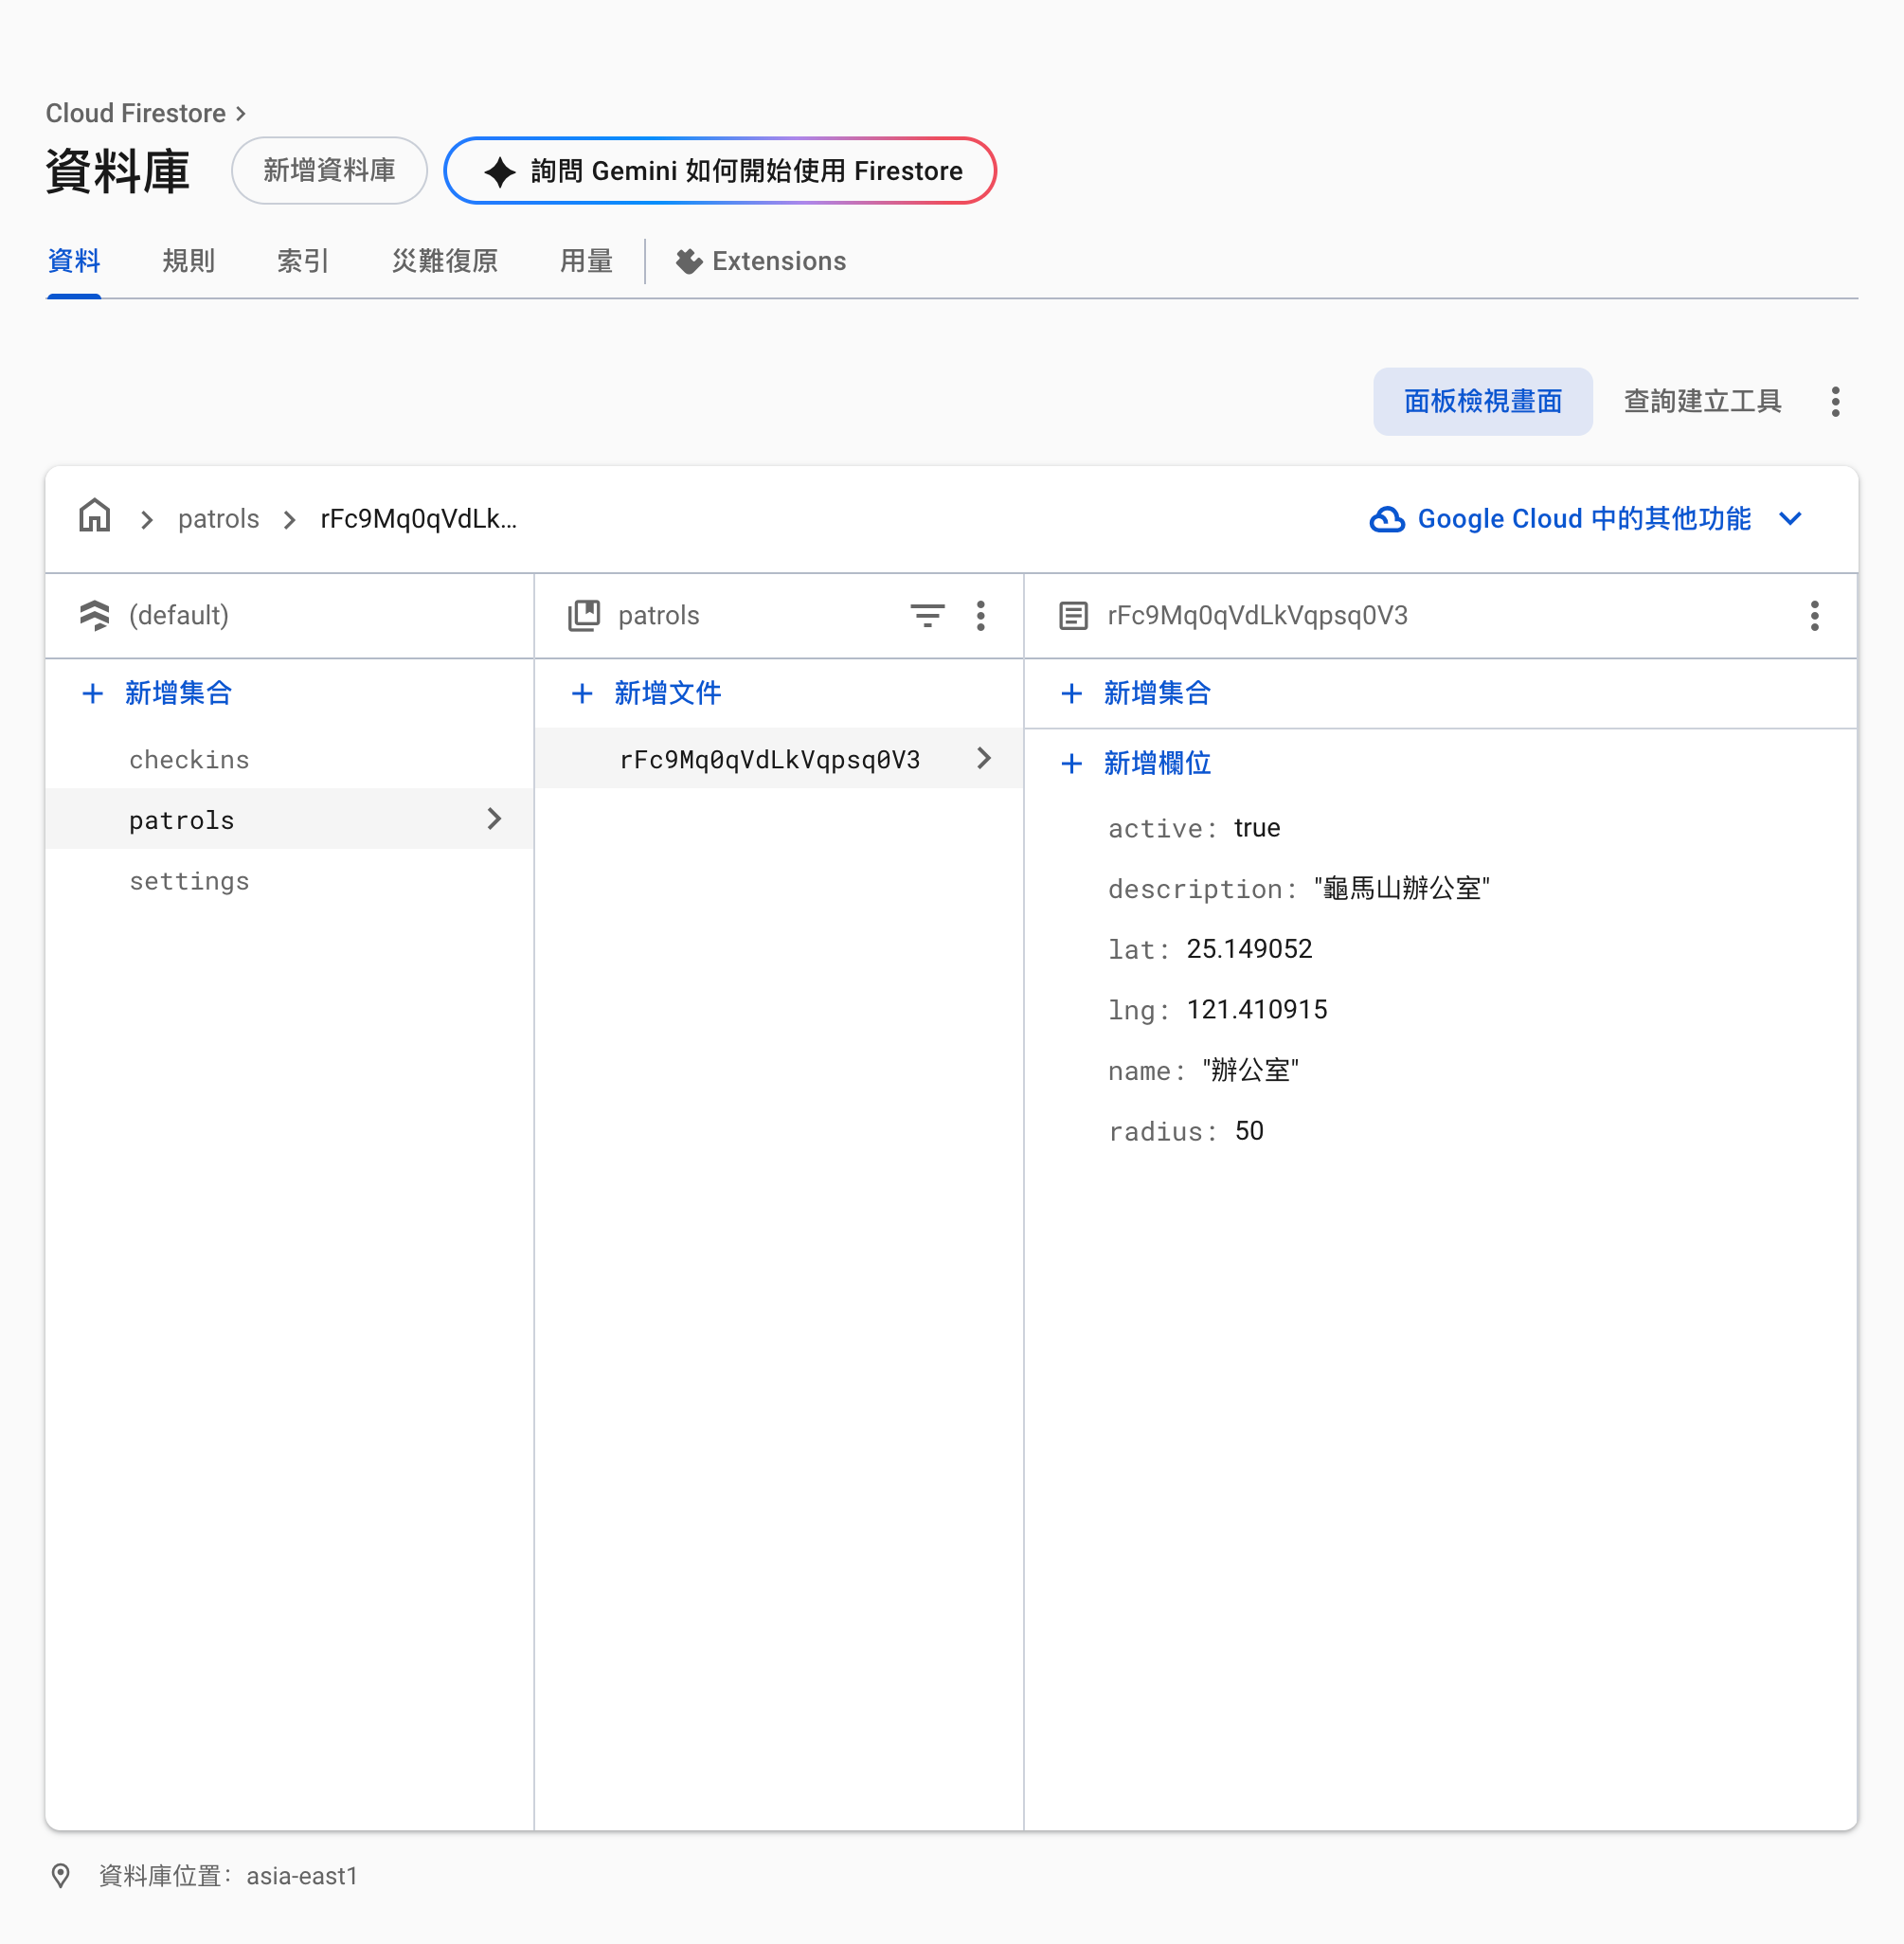 Cloud Firestore
資料庫 新增資料庫 詢問 Gemini 如何開始使用 Firestore
資料 規則 索引 災難復原 用量 Extensions
面板檢視畫面 查詢建立工具
patrols rFc9Mq0qVdLk... Google Cloud 中的其他功能
(default)
新增集合
checkins
patrols
settings
patrols
新增文件
rFc9Mq0qVdLkVqpsq0V3
rFc9Mq0qVdLkVqpsq0V3
新增集合
新增欄位
active: true
description: "龜馬山辦公室"
lat: 25.149052
lng: 121.410915
name: "辦公室"
radius: 50
資料庫位置：asia-east1